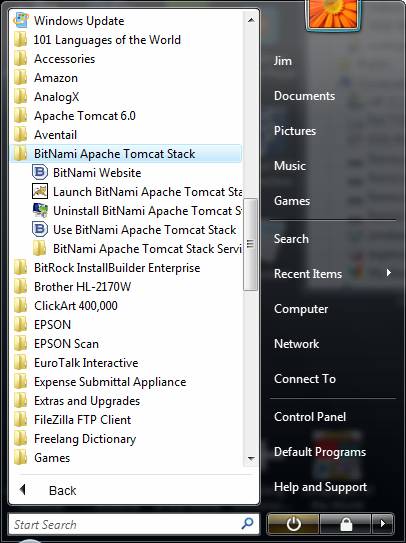 Windows Update
101 Languages of the World
Accessories
Amazon
AnalogX
Apache Tomcat 6.0
Aventail
BitNami Apache Tomcat Stack
BitNami Website
Launch BitNami Apache Tomcat Sta
Uninstall BitNami Apache Tomcat S
Use BitNami Apache Tomcat Stack
BitNami Apache Tomcat Stack Servi
BitRock InstallBuilder Enterprise
Brother HL-2170W
ClickArt 400,000
EPSON
EPSON Scan
EuroTalk Interactive
Expense Submittal Appliance
Extras and Upgrades
FileZilla FTP Client
Freelang Dictionary
Games
Back
Start Search
Jim
Documents
Pictures
Music
Games
Search
Recent Items
Computer
Network
Connect To
Control Panel
Default Programs
Help and Support